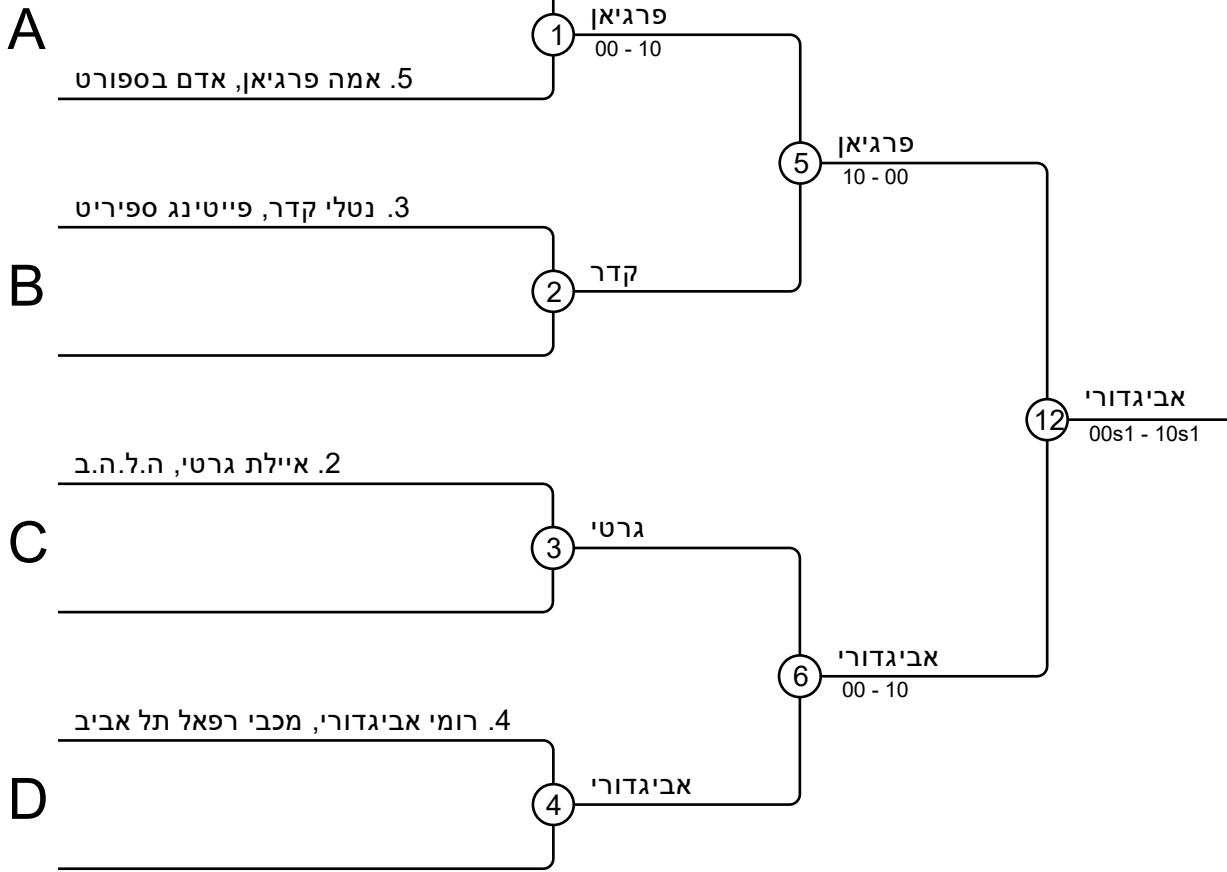 A
1
פרגיאן
00 - 10
5. אמה פרגיאן, אדם בספורט
5
פרגיאן
10 - 00
3. נטלי קדר, פייטינג ספיריט
B
2
קדר
12
אביגדורי
00s1 - 10s1
2. איילת גרטי, ה.ל.ה.ב
C
3
גרטי
6
אביגדורי
00 - 10
4. רומי אביגדורי, מכבי רפאל תל אביב
D
4
אביגדורי